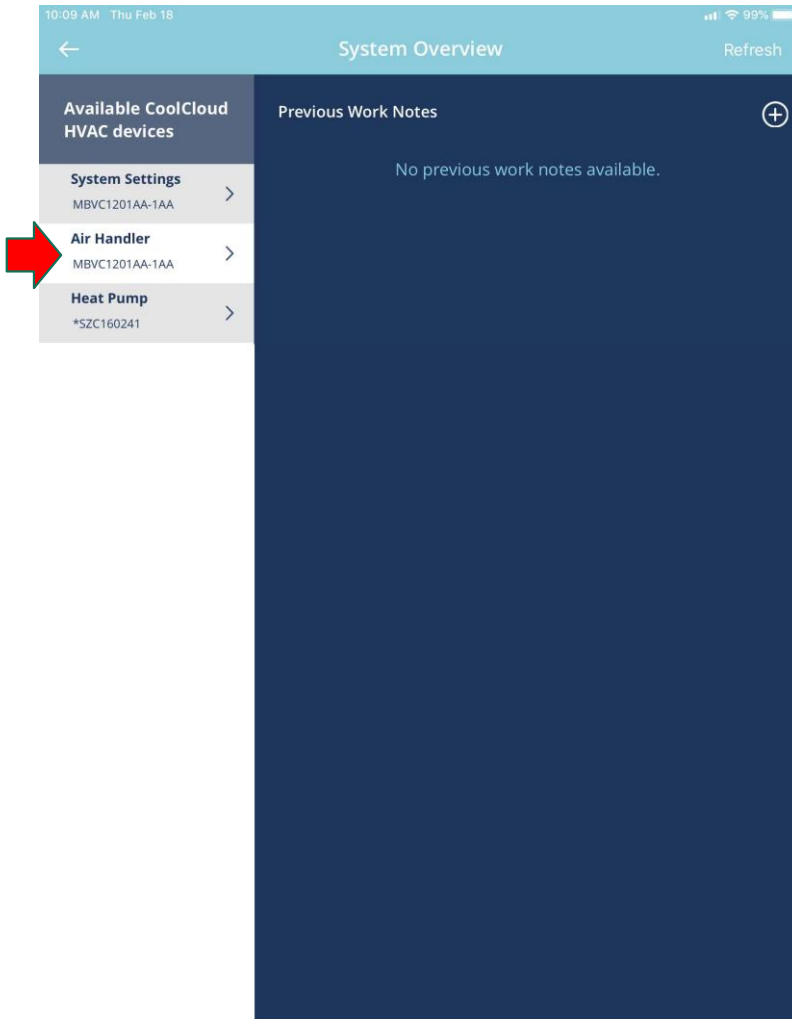 10:09 AM Thu Feb 18
99%
System Overview
Refresh
Available CoolCloud
HVAC devices
System Settings
MBVC1201AA-1AA
Air Handler
MBVC1201AA-1AA
Heat Pump
*SZC160241
Previous Work Notes
No previous work notes available.